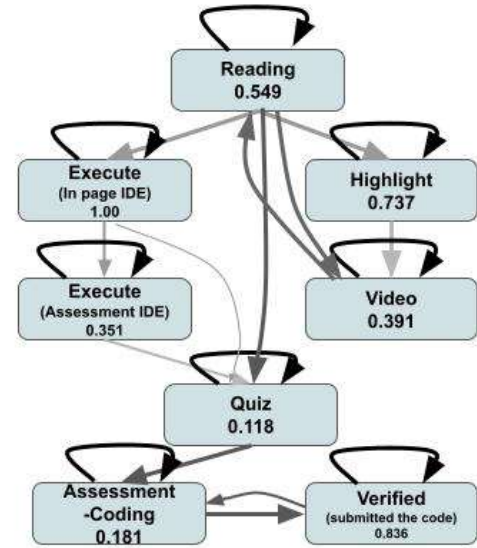 Reading
0.549
Execute
(In page IDE)
1.00
Highlight
0.737
Execute
(Assessment IDE)
0.351
Video
0.391
Quiz
0.118
Assessment
-Coding
0.181
Verified
(submitted the code)
0.836